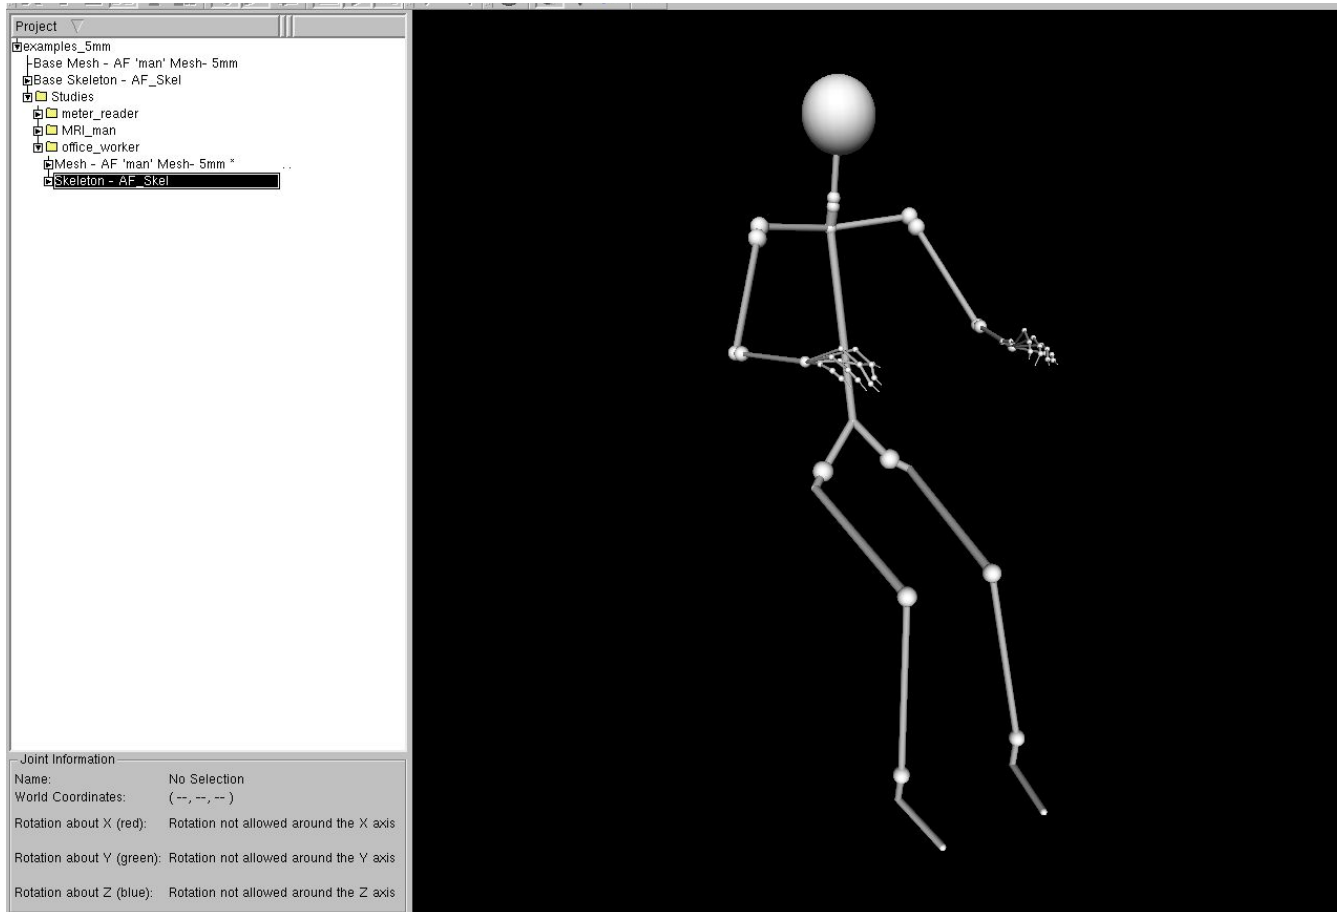 Project
examples_5mm
Base Mesh - AF 'man' Mesh- 5mm
Base Skeleton - AF_Skel
Studies
meter_reader
MRI_man
office_worker
Mesh - AF 'man' Mesh- 5mm * ..
Skeleton - AF_Skel
Joint Information
Name: No Selection
World Coordinates: ( --, --, -- )
Rotation about X (red): Rotation not allowed around the X axis
Rotation about Y (green): Rotation not allowed around the Y axis
Rotation about Z (blue): Rotation not allowed around the Z axis